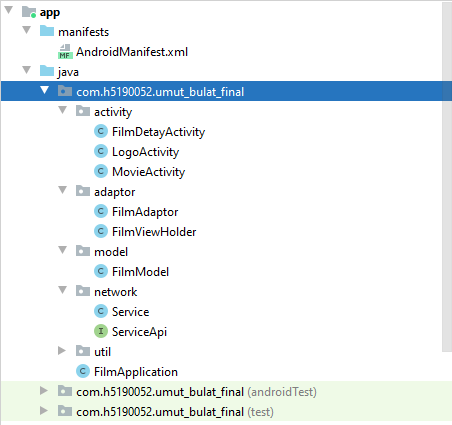 app
manifests
MF AndroidManifest.xml
java
com.h5190052.umut_bulat_final
activity
C FilmDetayActivity
C LogoActivity
C MovieActivity
adaptor
C FilmAdaptor
C FilmViewHolder
model
C FilmModel
network
C Service
I ServiceApi
util
C FilmApplication
com.h5190052.umut_bulat_final (androidTest)
com.h5190052.umut_bulat_final (test)